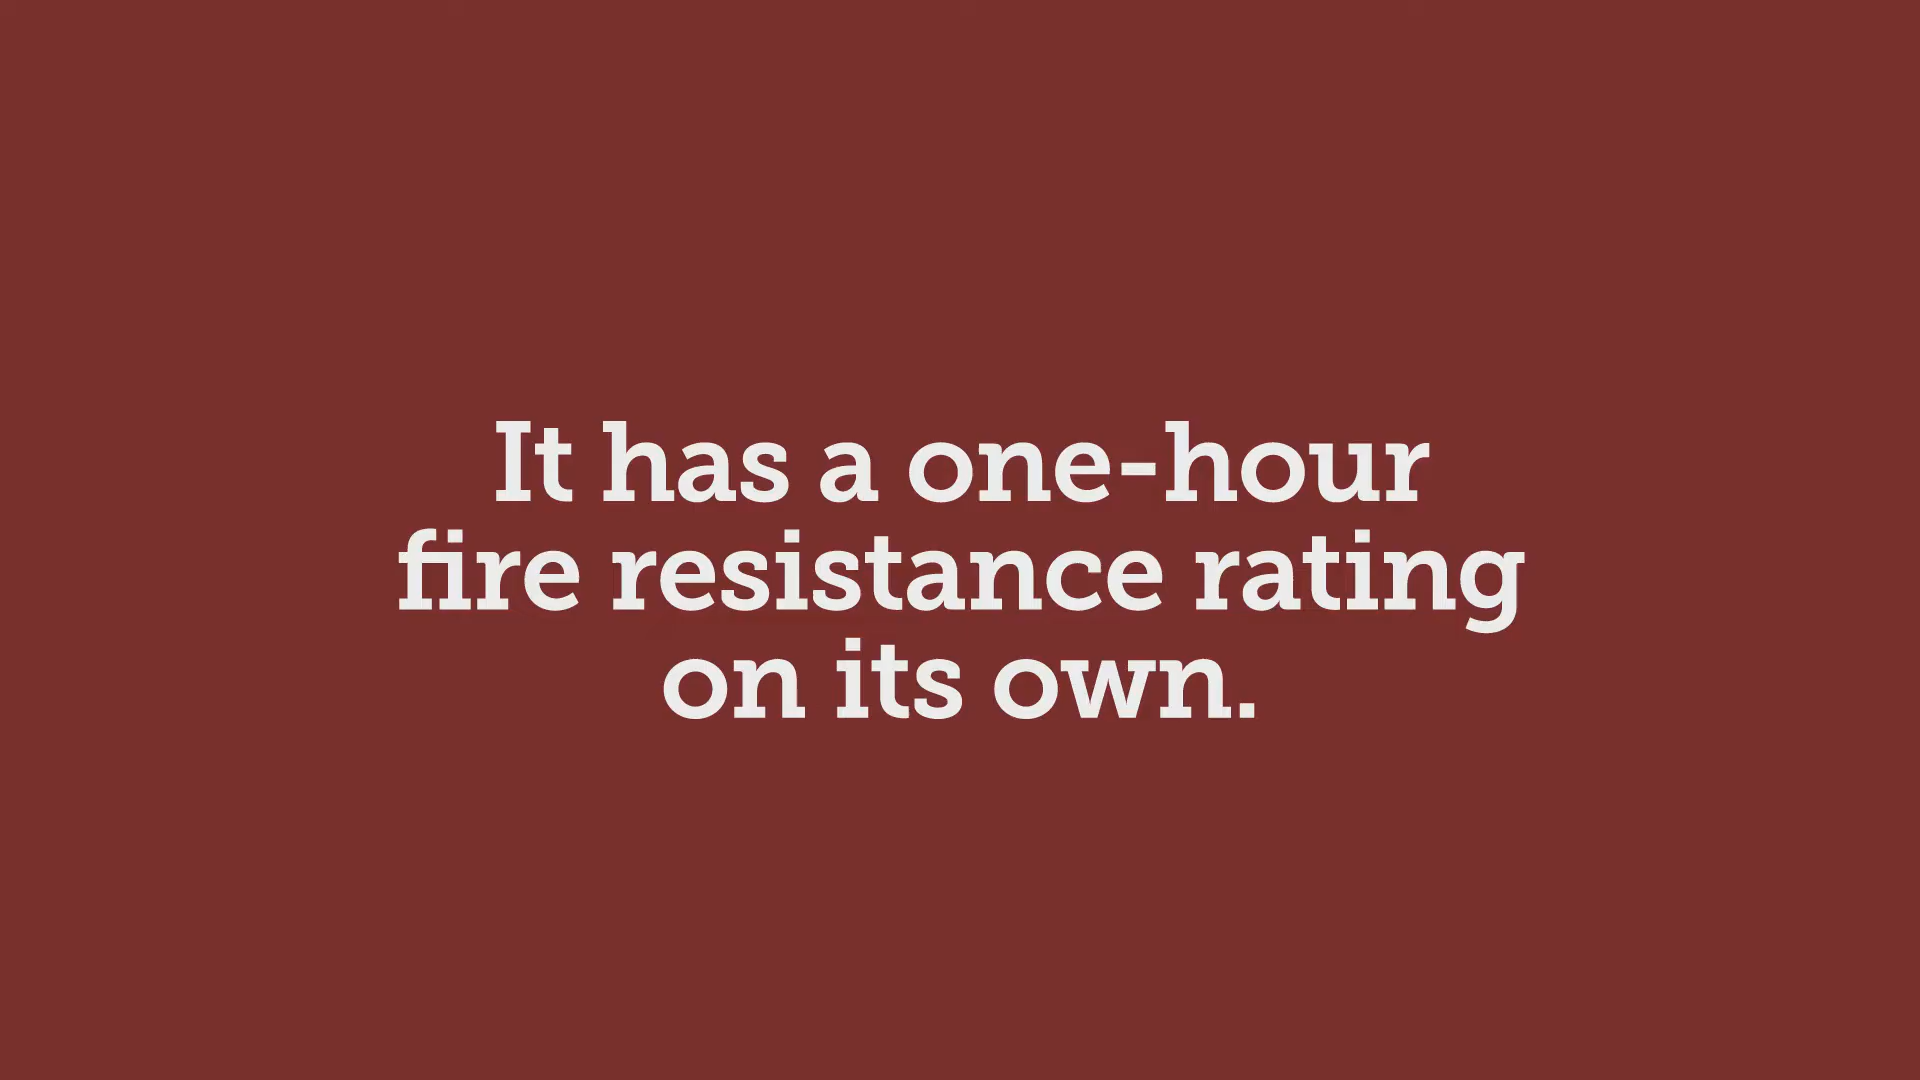 It has a one-hour
fire resistance rating
on its own.